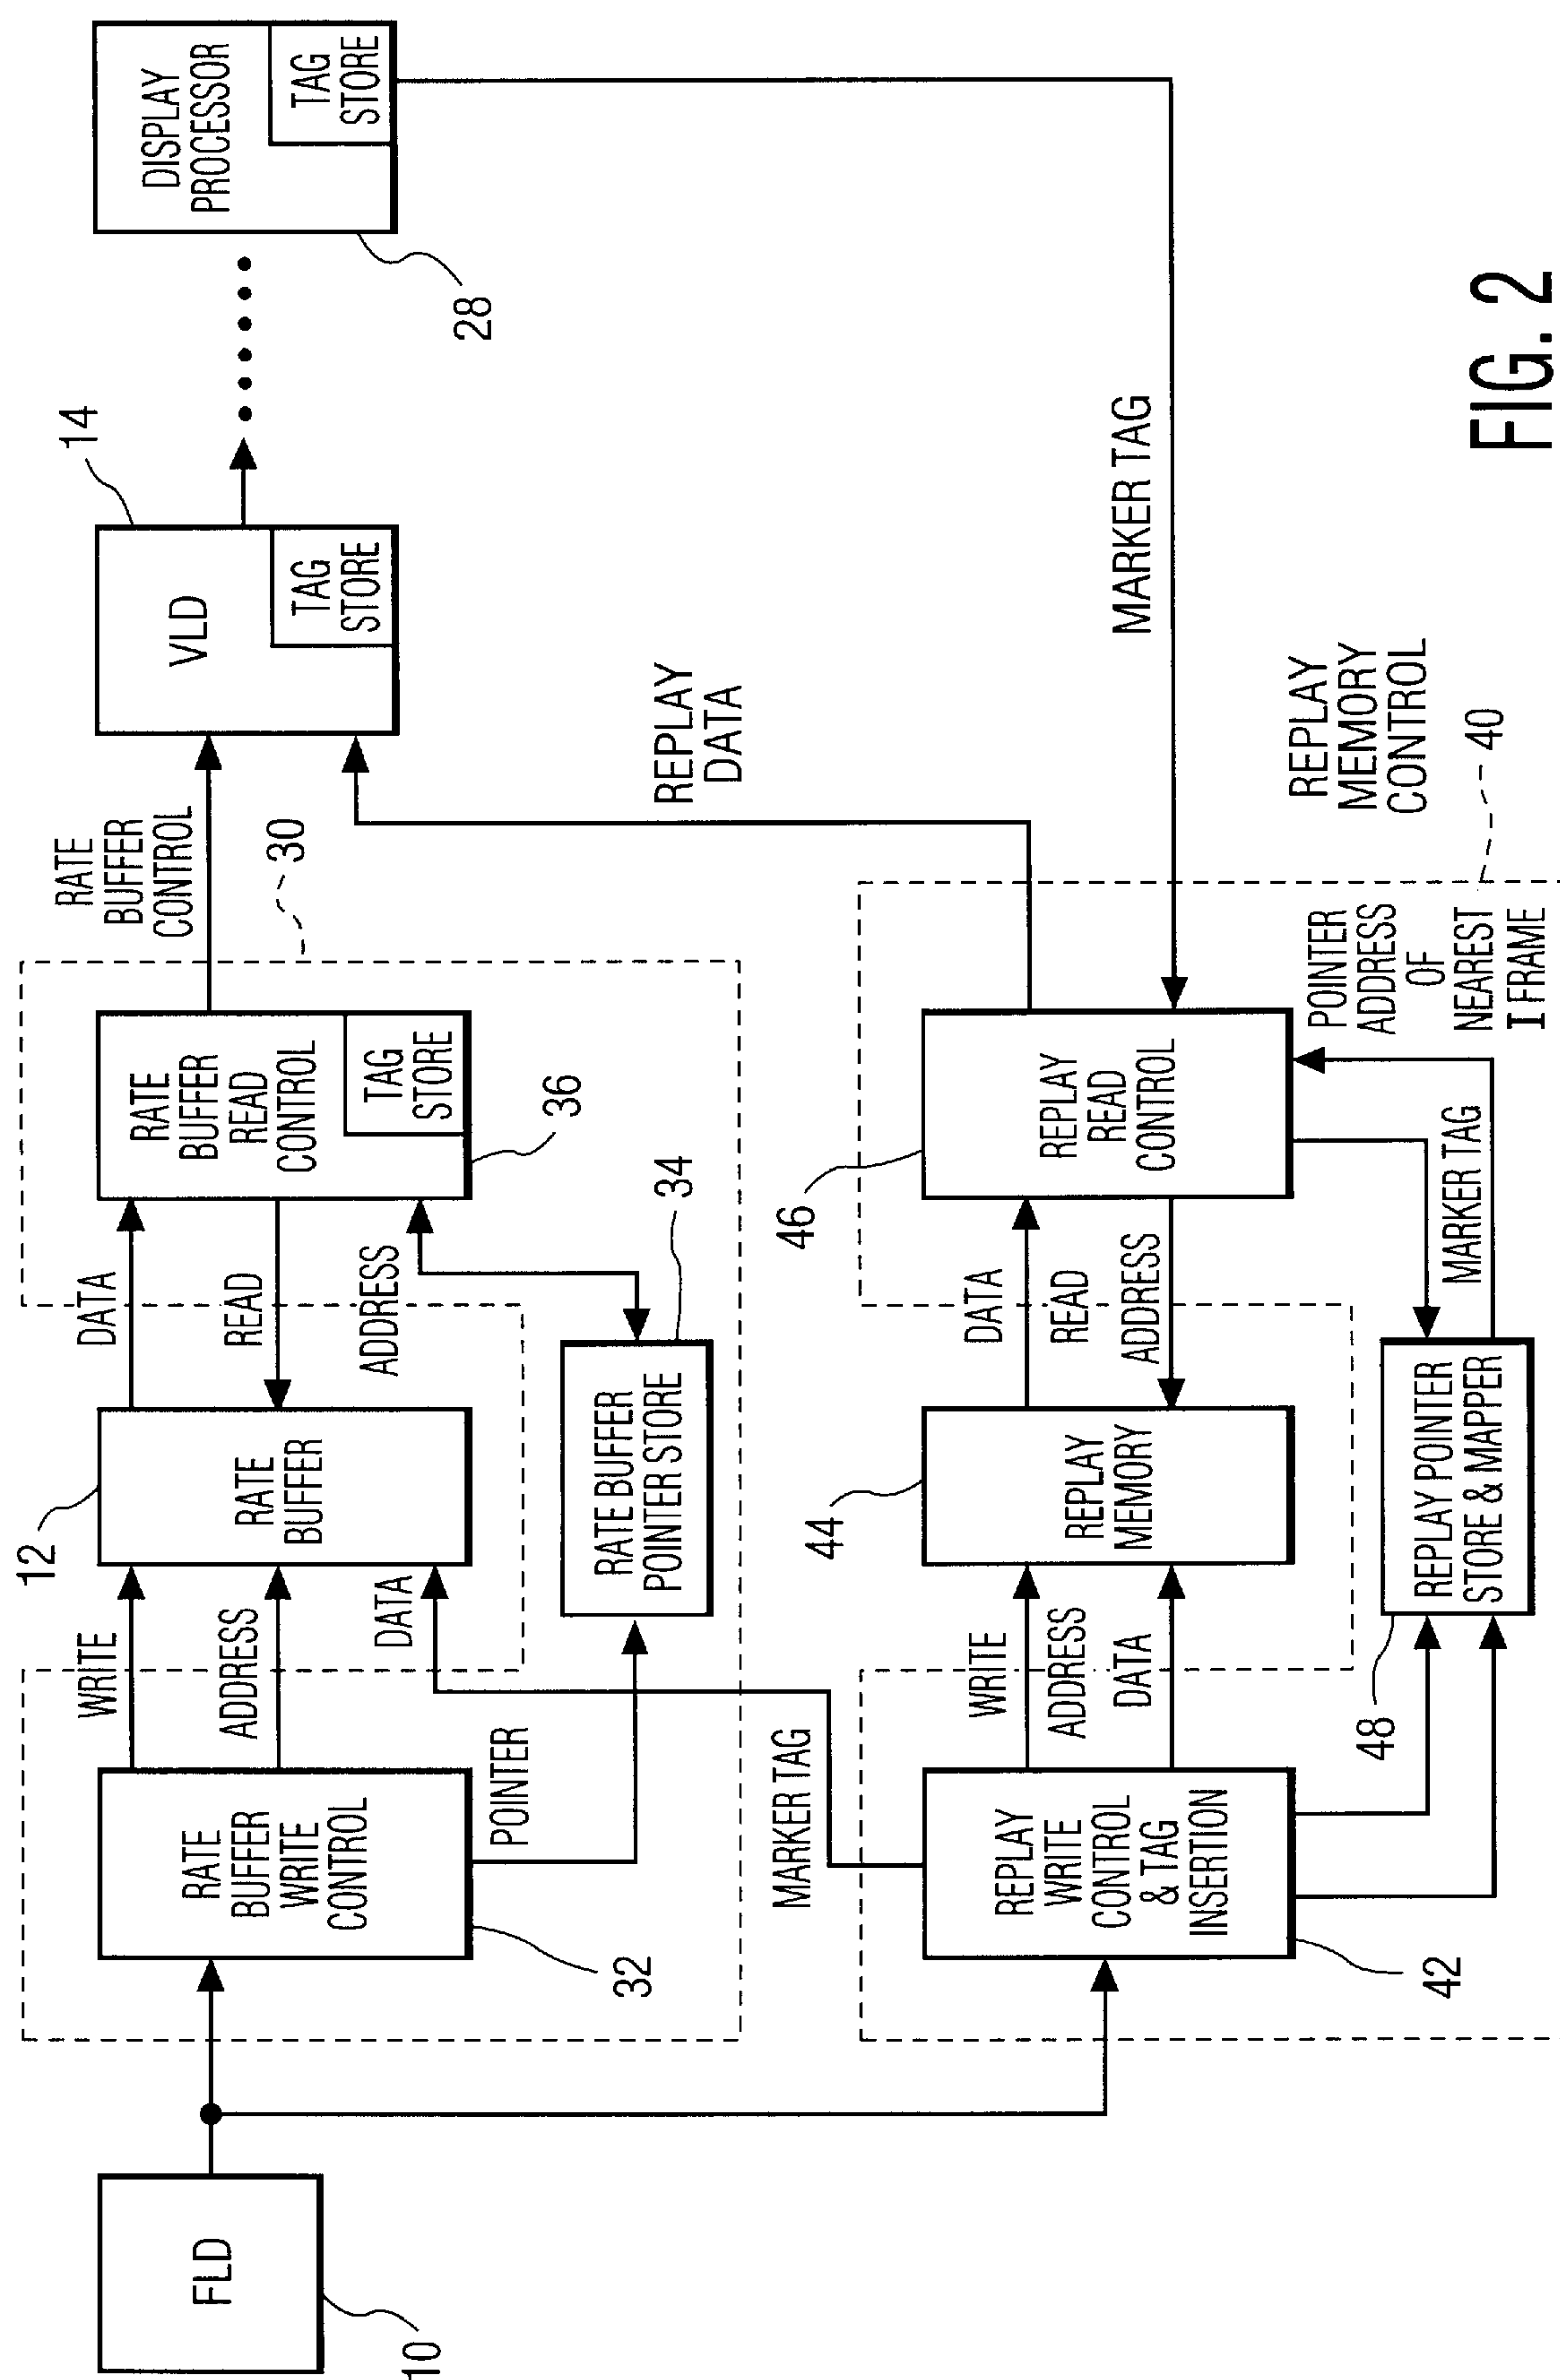 FLD
10
RATE
BUFFER
WRITE
CONTROL
32
WRITE
ADDRESS
DATA
POINTER
12
RATE
BUFFER
RATE BUFFER
POINTER STORE
34
DATA
READ
ADDRESS
RATE
BUFFER
READ
CONTROL
TAG
STORE
36
30
RATE
BUFFER
CONTROL
VLD
TAG
STORE
14
DISPLAY
PROCESSOR
TAG
STORE
28
REPLAY
DATA
MARKER TAG
MARKER TAG
REPLAY
WRITE
CONTROL
& TAG
INSERTION
42
WRITE
ADDRESS
DATA
44
REPLAY
MEMORY
48
REPLAY POINTER
STORE & MAPPER
DATA
READ
ADDRESS
46
REPLAY
READ
CONTROL
MARKER TAG
POINTER
ADDRESS
OF
NEAREST
I FRAME
REPLAY
MEMORY
CONTROL
40
FIG. 2